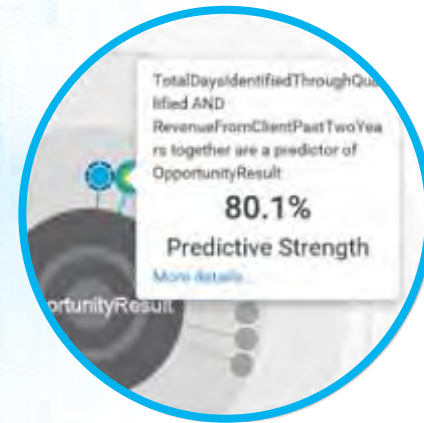 TotalDaysIdentifiedThroughQua
lified AND
RevenueFromClientPastTwoYea
rs together are a predictor of
OpportunityResult
80.1%
Predictive Strength
More details...
ortunityResult